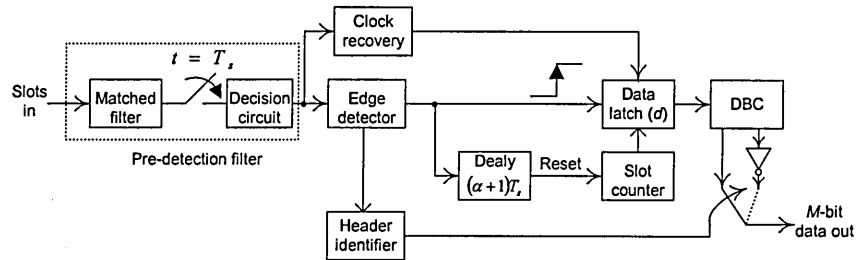 Clock
recovery
t = T_s
Slots
in
Matched
filter
Decision
circuit
Edge
detector
Data
latch (d)
DBC
Pre-detection filter
Dealy
(α+1)T_s
Reset
Slot
counter
Header
identifier
M-bit
data out